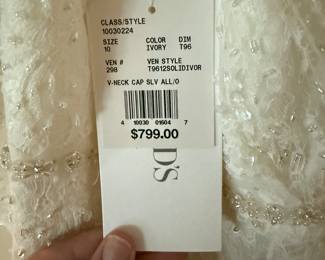 CLASS/STYLE
10030224
SIZE COLOR DIM
10 IVORY T96
VEN # VEN STYLE
298 T9612SOLIDIVOR
V-NECK CAP SLV ALL/O
4 10030 01504 7
$799.00
D'S